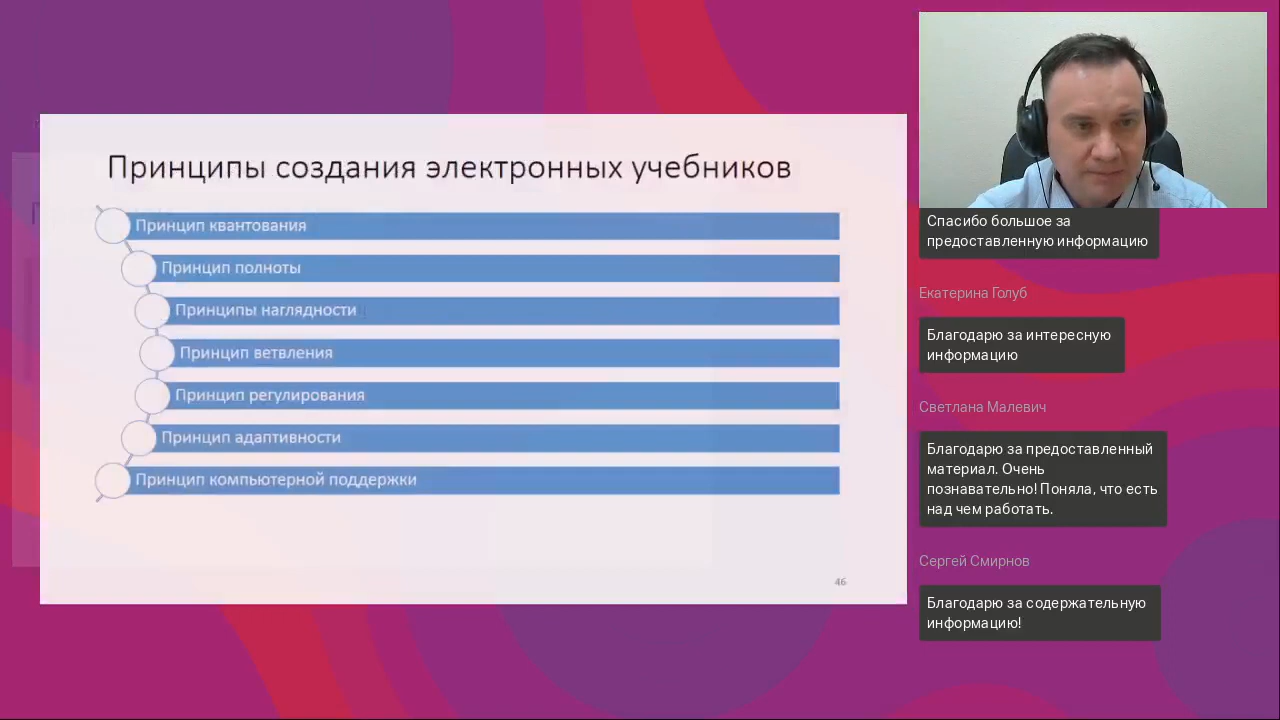 Принципы создания электронных учебников
Принцип квантования
Принцип полноты
Принципы наглядности
Принцип ветвления
Принцип регулирования
Принцип адаптивности
Принцип компьютерной поддержки
46
Спасибо большое за
предоставленную информацию
Екатерина Голуб
Благодарю за интересную
информацию
Светлана Малевич
Благодарю за предоставленный
материал. Очень
познавательно! Поняла, что есть
над чем работать.
Сергей Смирнов
Благодарю за содержательную
информацию!